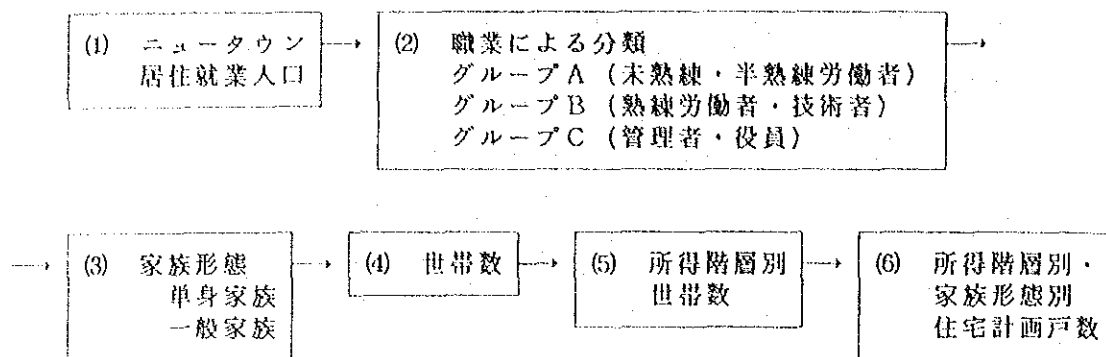 (1) ニュータウン
居住就業人口
(2) 職業による分類
グループA (未熟練・半熟練労働者)
グループB (熟練労働者・技術者)
グループC (管理者・役員)
(3) 家族形態
単身家族
一般家族
(4) 世帯数
(5) 所得階層別
世帯数
(6) 所得階層別・
家族形態別
住宅計画戸数